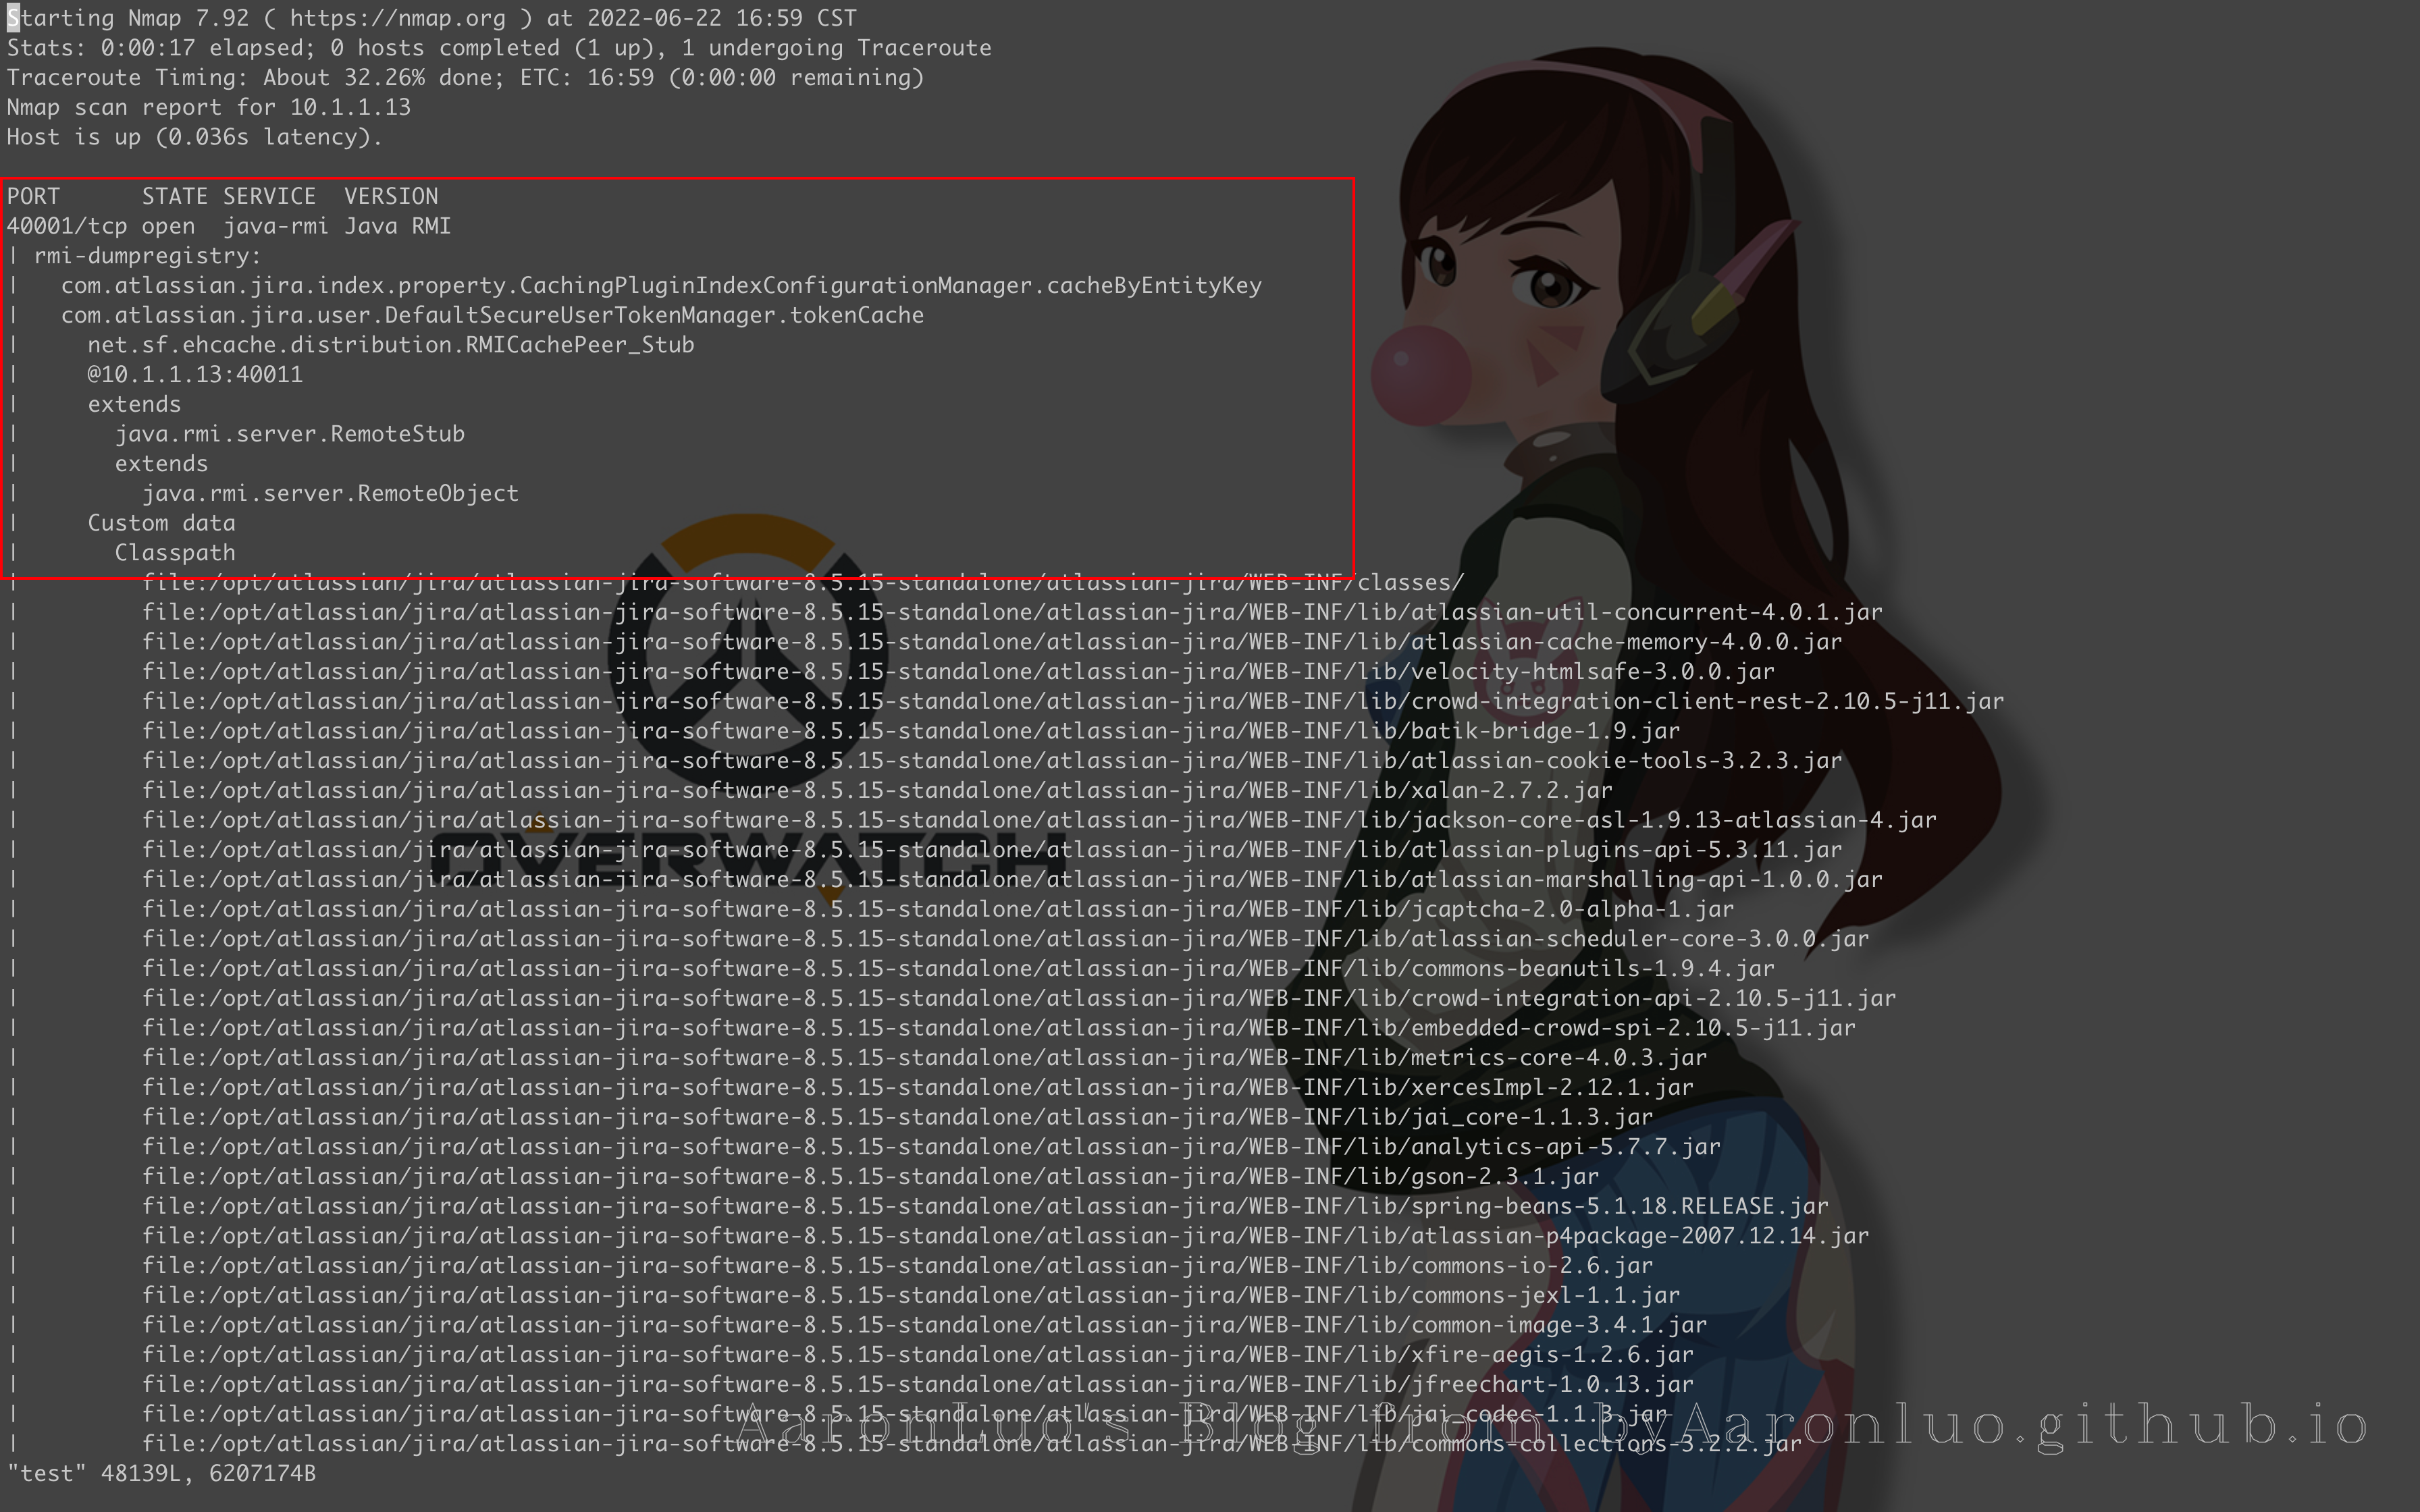 Starting Nmap 7.92 ( https://nmap.org ) at 2022-06-22 16:59 CST
Stats: 0:00:17 elapsed; 0 hosts completed (1 up), 1 undergoing Traceroute
Traceroute Timing: About 32.26% done; ETC: 16:59 (0:00:00 remaining)
Nmap scan report for 10.1.1.13
Host is up (0.036s latency).
PORT      STATE SERVICE  VERSION
40001/tcp open  java-rmi Java RMI
| rmi-dumpregistry:
|   com.atlassian.jira.index.property.CachingPluginIndexConfigurationManager.cacheByEntityKey
|   com.atlassian.jira.user.DefaultSecureUserTokenManager.tokenCache
|     net.sf.ehcache.distribution.RMICachePeer_Stub
|     @10.1.1.13:40011
|     extends
|       java.rmi.server.RemoteStub
|       extends
|         java.rmi.server.RemoteObject
|     Custom data
|       Classpath
|         file:/opt/atlassian/jira/atlassian-jira-software-8.5.15-standalone/atlassian-jira/WEB-INF/classes/
|         file:/opt/atlassian/jira/atlassian-jira-software-8.5.15-standalone/atlassian-jira/WEB-INF/lib/atlassian-util-concurrent-4.0.1.jar
|         file:/opt/atlassian/jira/atlassian-jira-software-8.5.15-standalone/atlassian-jira/WEB-INF/lib/atlassian-cache-memory-4.0.0.jar
|         file:/opt/atlassian/jira/atlassian-jira-software-8.5.15-standalone/atlassian-jira/WEB-INF/lib/velocity-htmlsafe-3.0.0.jar
|         file:/opt/atlassian/jira/atlassian-jira-software-8.5.15-standalone/atlassian-jira/WEB-INF/lib/crowd-integration-client-rest-2.10.5-j11.jar
|         file:/opt/atlassian/jira/atlassian-jira-software-8.5.15-standalone/atlassian-jira/WEB-INF/lib/batik-bridge-1.9.jar
|         file:/opt/atlassian/jira/atlassian-jira-software-8.5.15-standalone/atlassian-jira/WEB-INF/lib/atlassian-cookie-tools-3.2.3.jar
|         file:/opt/atlassian/jira/atlassian-jira-software-8.5.15-standalone/atlassian-jira/WEB-INF/lib/xalan-2.7.2.jar
|         file:/opt/atlassian/jira/atlassian-jira-software-8.5.15-standalone/atlassian-jira/WEB-INF/lib/jackson-core-asl-1.9.13-atlassian-4.jar
|         file:/opt/atlassian/jira/atlassian-jira-software-8.5.15-standalone/atlassian-jira/WEB-INF/lib/atlassian-plugins-api-5.3.11.jar
OVERWATCH
|         file:/opt/atlassian/jira/atlassian-jira-software-8.5.15-standalone/atlassian-jira/WEB-INF/lib/atlassian-marshalling-api-1.0.0.jar
|         file:/opt/atlassian/jira/atlassian-jira-software-8.5.15-standalone/atlassian-jira/WEB-INF/lib/jcaptcha-2.0-alpha-1.jar
|         file:/opt/atlassian/jira/atlassian-jira-software-8.5.15-standalone/atlassian-jira/WEB-INF/lib/atlassian-scheduler-core-3.0.0.jar
|         file:/opt/atlassian/jira/atlassian-jira-software-8.5.15-standalone/atlassian-jira/WEB-INF/lib/commons-beanutils-1.9.4.jar
|         file:/opt/atlassian/jira/atlassian-jira-software-8.5.15-standalone/atlassian-jira/WEB-INF/lib/crowd-integration-api-2.10.5-j11.jar
|         file:/opt/atlassian/jira/atlassian-jira-software-8.5.15-standalone/atlassian-jira/WEB-INF/lib/embedded-crowd-spi-2.10.5-j11.jar
|         file:/opt/atlassian/jira/atlassian-jira-software-8.5.15-standalone/atlassian-jira/WEB-INF/lib/metrics-core-4.0.3.jar
|         file:/opt/atlassian/jira/atlassian-jira-software-8.5.15-standalone/atlassian-jira/WEB-INF/lib/xercesImpl-2.12.1.jar
|         file:/opt/atlassian/jira/atlassian-jira-software-8.5.15-standalone/atlassian-jira/WEB-INF/lib/jai_core-1.1.3.jar
|         file:/opt/atlassian/jira/atlassian-jira-software-8.5.15-standalone/atlassian-jira/WEB-INF/lib/analytics-api-5.7.7.jar
|         file:/opt/atlassian/jira/atlassian-jira-software-8.5.15-standalone/atlassian-jira/WEB-INF/lib/gson-2.3.1.jar
|         file:/opt/atlassian/jira/atlassian-jira-software-8.5.15-standalone/atlassian-jira/WEB-INF/lib/spring-beans-5.1.18.RELEASE.jar
|         file:/opt/atlassian/jira/atlassian-jira-software-8.5.15-standalone/atlassian-jira/WEB-INF/lib/atlassian-p4package-2007.12.14.jar
|         file:/opt/atlassian/jira/atlassian-jira-software-8.5.15-standalone/atlassian-jira/WEB-INF/lib/commons-io-2.6.jar
|         file:/opt/atlassian/jira/atlassian-jira-software-8.5.15-standalone/atlassian-jira/WEB-INF/lib/commons-jexl-1.1.jar
|         file:/opt/atlassian/jira/atlassian-jira-software-8.5.15-standalone/atlassian-jira/WEB-INF/lib/common-image-3.4.1.jar
|         file:/opt/atlassian/jira/atlassian-jira-software-8.5.15-standalone/atlassian-jira/WEB-INF/lib/xfire-aegis-1.2.6.jar
|         file:/opt/atlassian/jira/atlassian-jira-software-8.5.15-standalone/atlassian-jira/WEB-INF/lib/jfreechart-1.0.13.jar
|         file:/opt/atlassian/jira/atlassian-jira-software-8.5.15-standalone/atlassian-jira/WEB-INF/lib/jai_codec-1.1.3.jar
AaronLuo's Blog from byAaronluo.github.io
|         file:/opt/atlassian/jira/atlassian-jira-software-8.5.15-standalone/atlassian-jira/WEB-INF/lib/commons-collections-3.2.2.jar
"test" 48139L, 6207174B